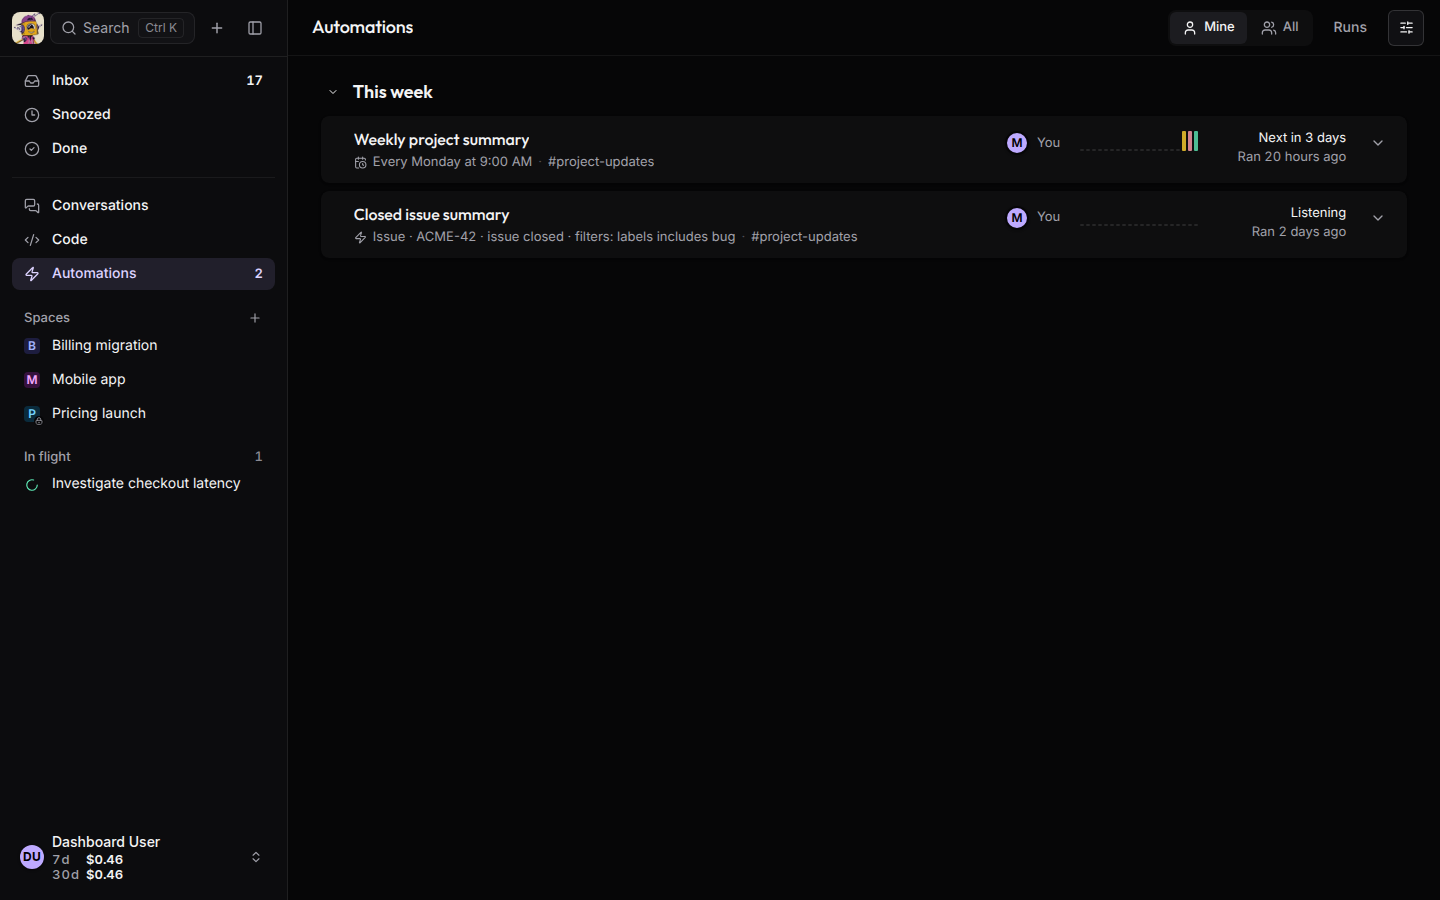 Search Ctrl K
Inbox 17
Snoozed
Done
Conversations
Code
Automations 2
Spaces
B Billing migration
M Mobile app
P Pricing launch
In flight 1
Investigate checkout latency
DU Dashboard User
7d $0.46
30d $0.46
Automations Mine All Runs
This week
Weekly project summary
Every Monday at 9:00 AM · #project-updates
M You
Next in 3 days
Ran 20 hours ago
Closed issue summary
Issue · ACME-42 · issue closed · filters: labels includes bug · #project-updates
M You
Listening
Ran 2 days ago